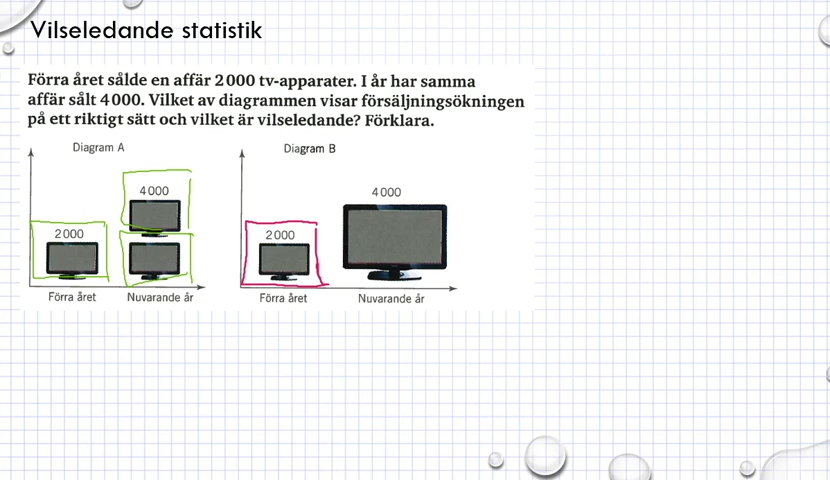 Vilseledande statistik
Förra året sålde en affär 2 000 tv-apparater. I år har samma
affär sålt 4 000. Vilket av diagrammen visar försäljningsökningen
på ett riktigt sätt och vilket är vilseledande? Förklara.
Diagram A
4 000
2 000
Förra året
Nuvarande år
Diagram B
4 000
2 000
Förra året
Nuvarande år